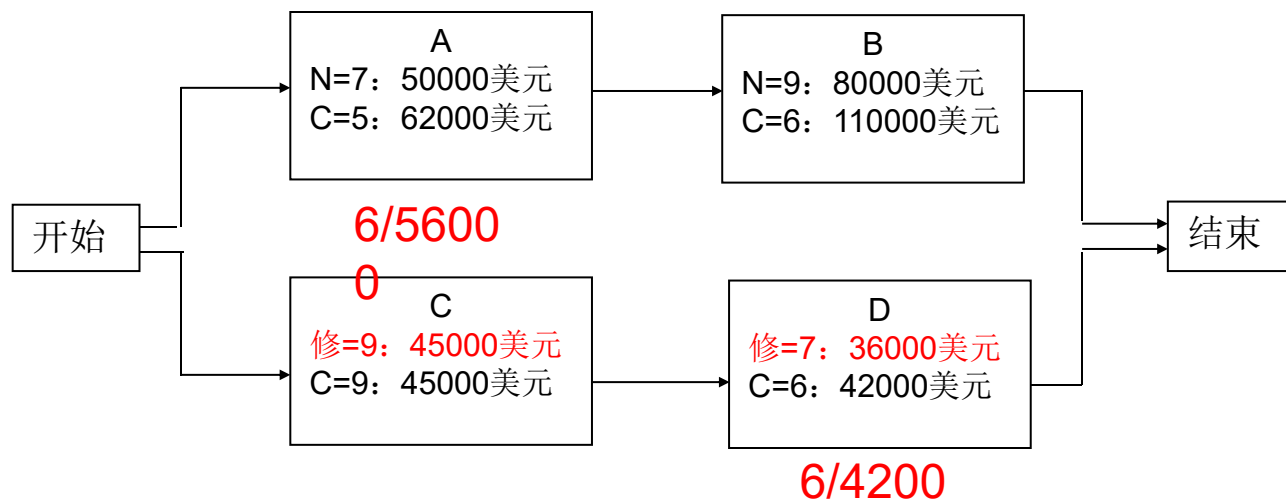 A
N=7：50000美元
C=5：62000美元
B
N=9：80000美元
C=6：110000美元
开始
结束
6/5600
0
C
修=9：45000美元
C=9：45000美元
D
修=7：36000美元
C=6：42000美元
6/4200